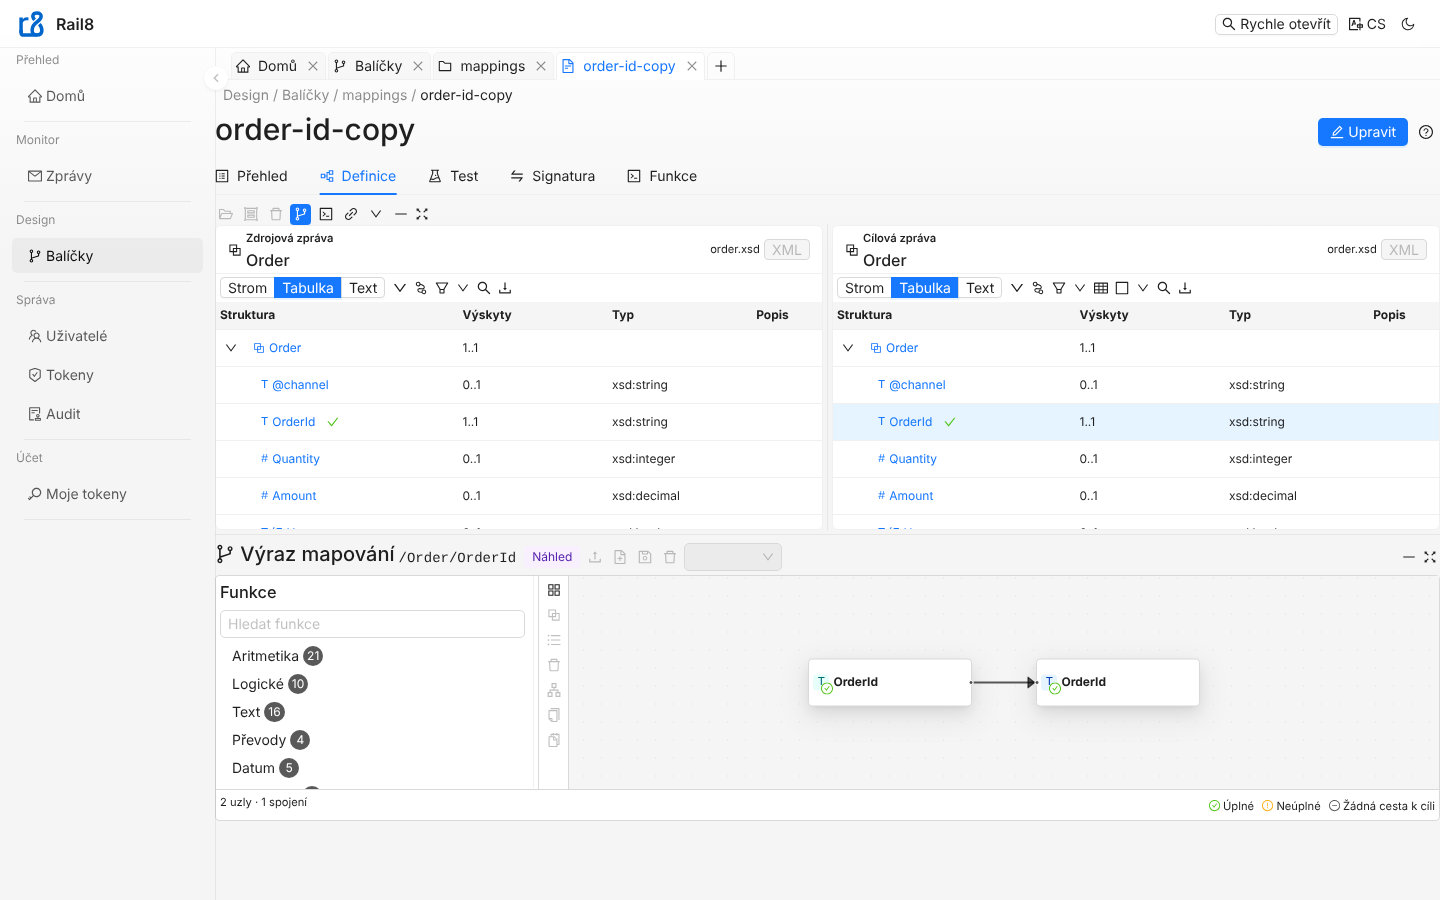 Rail8
Rychle otevřít
CS
Přehled
Domů
Monitor
Zprávy
Design
Balíčky
Správa
Uživatelé
Tokeny
Audit
Účet
Moje tokeny
Domů
Balíčky
mappings
order-id-copy
Design / Balíčky / mappings / order-id-copy
order-id-copy
Upravit
Přehled
Definice
Test
Signatura
Funkce
Zdrojová zpráva
Order
order.xsd
XML
Strom
Tabulka
Text
Struktura Výskyty Typ Popis
Order 1..1
T @channel 0..1 xsd:string
T OrderId 1..1 xsd:string
# Quantity 0..1 xsd:integer
# Amount 0..1 xsd:decimal
Cílová zpráva
Order
order.xsd
XML
Strom
Tabulka
Text
Struktura Výskyty Typ Popis
Order 1..1
T @channel 0..1 xsd:string
T OrderId 1..1 xsd:string
# Quantity 0..1 xsd:integer
# Amount 0..1 xsd:decimal
Výraz mapování /Order/OrderId Náhled
Funkce
Hledat funkce
Aritmetika 21
Logické 10
Text 16
Převody 4
Datum 5
T OrderId
T OrderId
2 uzly · 1 spojení
Úplné
Neúplné
Žádná cesta k cíli